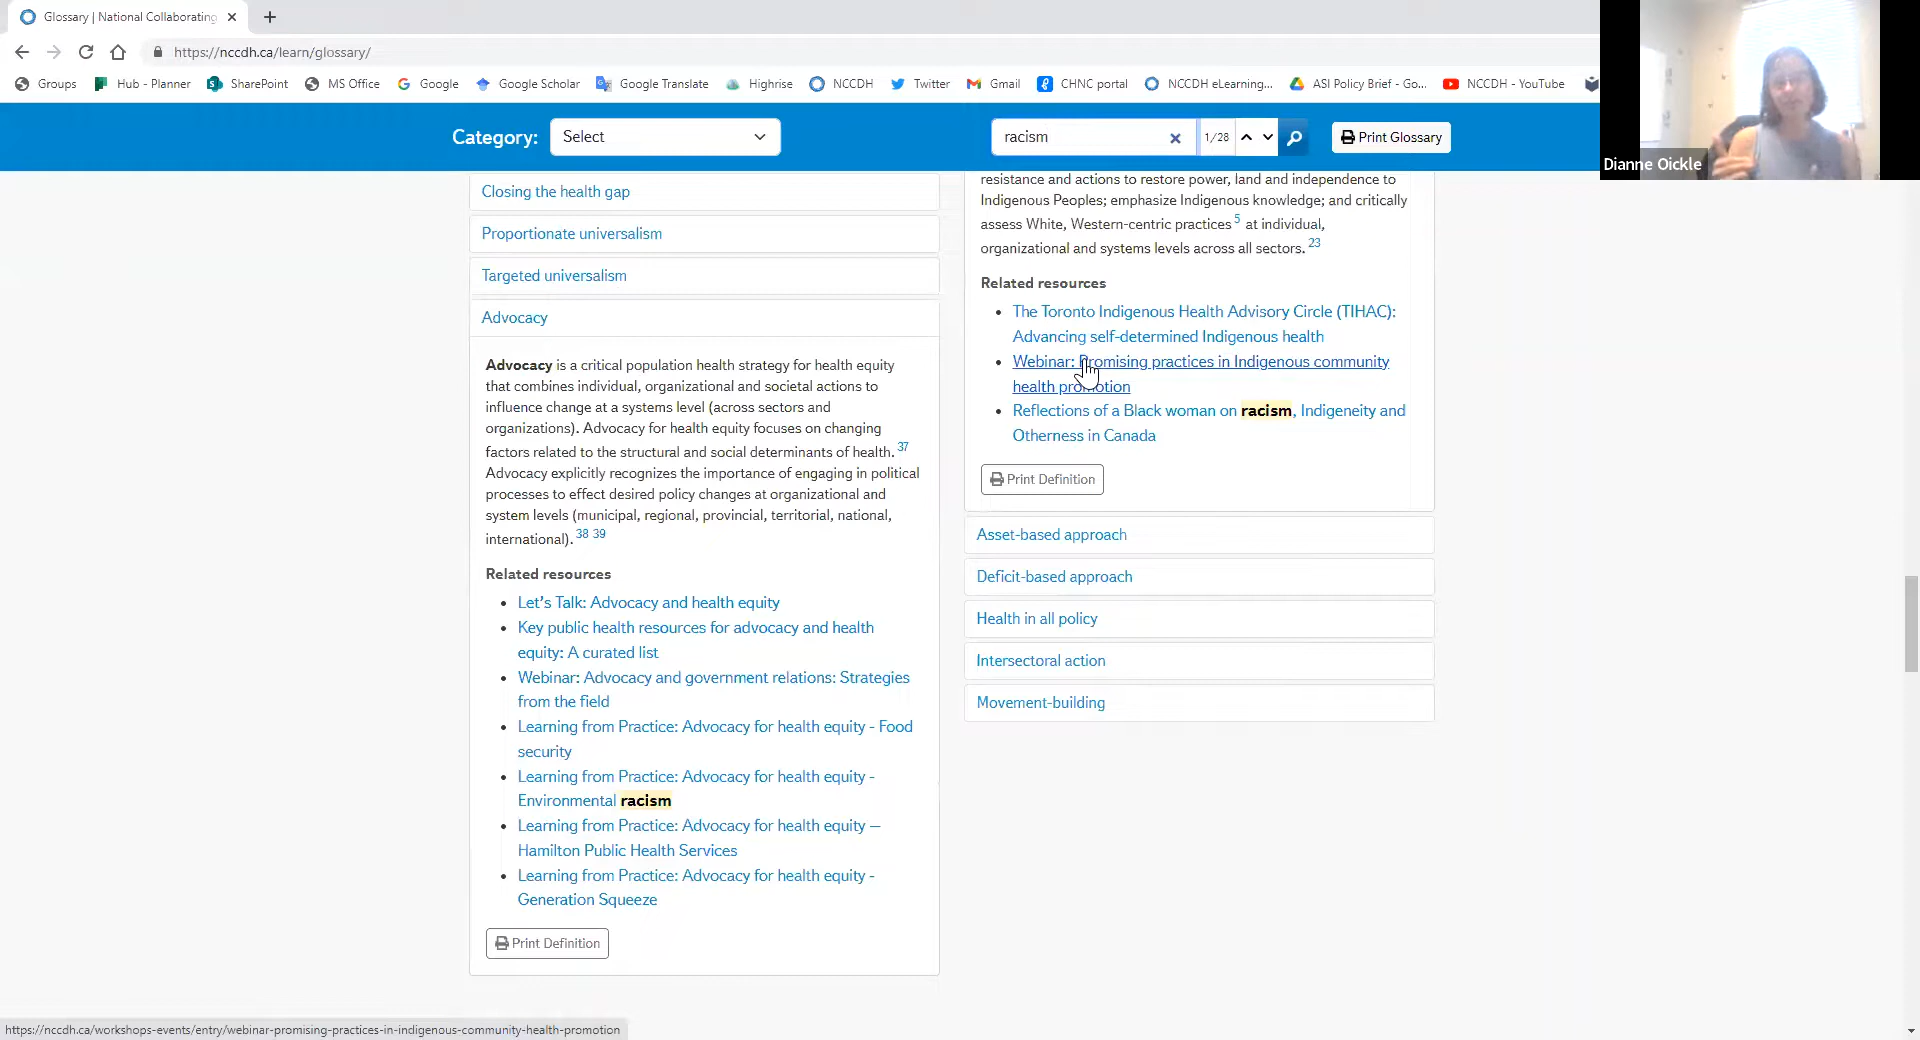 Glossary | National Collaborating
https://nccdh.ca/learn/glossary/
Groups Hub - Planner SharePoint MS Office Google Google Scholar Google Translate Highrise NCCDH Twitter Gmail CHNC portal NCCDH eLearning... ASI Policy Brief - Go... NCCDH - YouTube
Dianne Oickle
Category: Select racism 1/28 Print Glossary
Closing the health gap
Proportionate universalism
Targeted universalism
Advocacy
Advocacy is a critical population health strategy for health equity
that combines individual, organizational and societal actions to
influence change at a systems level (across sectors and
organizations). Advocacy for health equity focuses on changing
factors related to the structural and social determinants of health. 37
Advocacy explicitly recognizes the importance of engaging in political
processes to effect desired policy changes at organizational and
system levels (municipal, regional, provincial, territorial, national,
international). 38 39
Related resources
Let's Talk: Advocacy and health equity
Key public health resources for advocacy and health
equity: A curated list
Webinar: Advocacy and government relations: Strategies
from the field
Learning from Practice: Advocacy for health equity - Food
security
Learning from Practice: Advocacy for health equity -
Environmental racism
Learning from Practice: Advocacy for health equity –
Hamilton Public Health Services
Learning from Practice: Advocacy for health equity -
Generation Squeeze
Print Definition
resistance and actions to restore power, land and independence to
Indigenous Peoples; emphasize Indigenous knowledge; and critically
assess White, Western-centric practices 5 at individual,
organizational and systems levels across all sectors. 23
Related resources
The Toronto Indigenous Health Advisory Circle (TIHAC):
Advancing self-determined Indigenous health
Webinar: Promising practices in Indigenous community
health promotion
Reflections of a Black woman on racism, Indigeneity and
Otherness in Canada
Print Definition
Asset-based approach
Deficit-based approach
Health in all policy
Intersectoral action
Movement-building
https://nccdh.ca/workshops-events/entry/webinar-promising-practices-in-indigenous-community-health-promotion